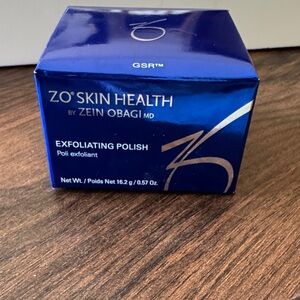 GSR™
ZO® SKIN HEALTH
BY ZEIN OBAGI MD
EXFOLIATING POLISH
Poli exfoliant
Net Wt. / Poids Net 16.2 g / 0.57 Oz.